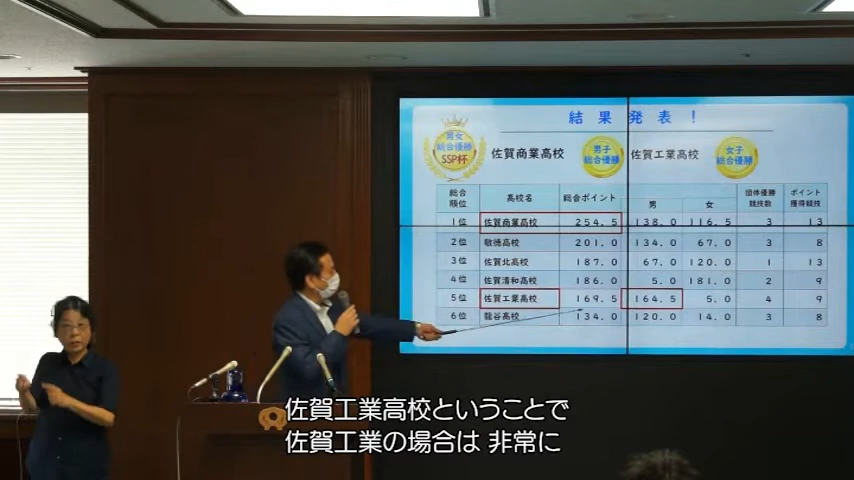 結果発表！
男女
総合優勝
SSP杯
佐賀商業高校
男子
総合優勝
佐賀工業高校
女子
総合優勝
総合順位 高校名 総合ポイント 男 女 団体優勝競技数 ポイント獲得競技
1位 佐賀商業高校 254.5 138.0 116.5 3 13
2位 敬徳高校 201.0 134.0 67.0 3 8
3位 佐賀北高校 187.0 67.0 120.0 1 13
4位 佐賀清和高校 186.0 5.0 181.0 2 9
5位 佐賀工業高校 169.5 164.5 5.0 4 9
6位 龍谷高校 134.0 120.0 14.0 3 8
佐賀工業高校ということで
佐賀工業の場合は 非常に